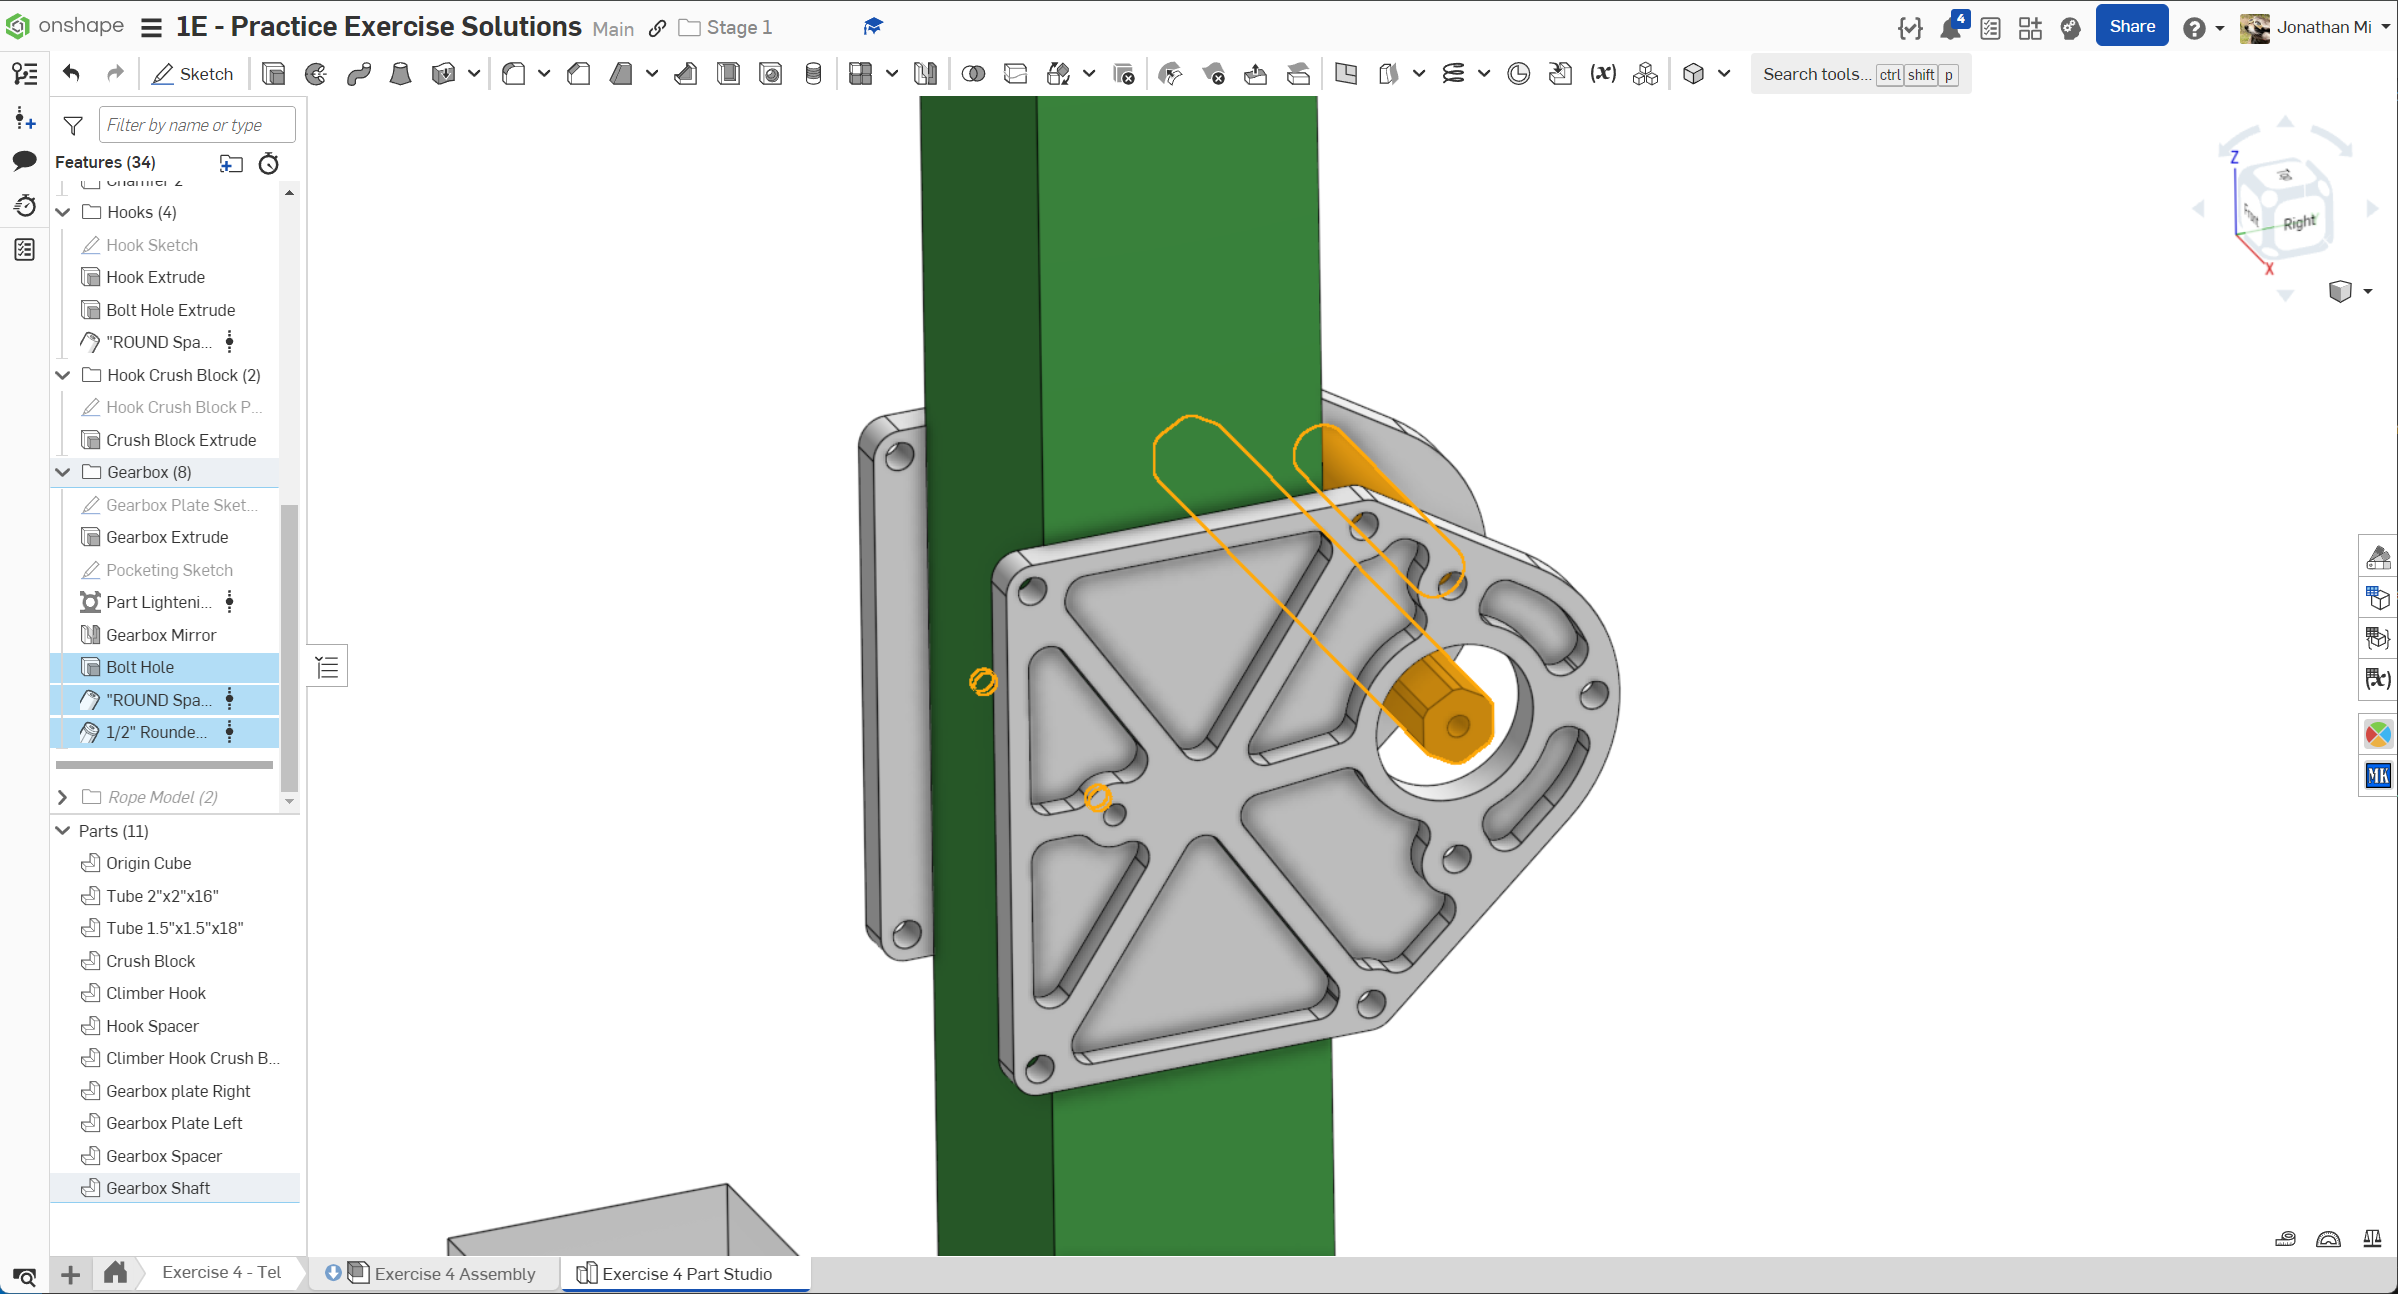 onshape
1E - Practice Exercise Solutions Main Stage 1
4
Share
Jonathan Mi
Sketch
(x)
Search tools... ctrl shift p
Filter by name or type
Features (34)
Chamfer 2
Hooks (4)
Hook Sketch
Hook Extrude
Bolt Hole Extrude
"ROUND Spa...
Hook Crush Block (2)
Hook Crush Block P...
Crush Block Extrude
Gearbox (8)
Gearbox Plate Sket...
Gearbox Extrude
Pocketing Sketch
Part Lighteni...
Gearbox Mirror
Bolt Hole
"ROUND Spa...
1/2" Rounde...
Rope Model (2)
Parts (11)
Origin Cube
Tube 2"x2"x16"
Tube 1.5"x1.5"x18"
Crush Block
Climber Hook
Hook Spacer
Climber Hook Crush B...
Gearbox plate Right
Gearbox Plate Left
Gearbox Spacer
Gearbox Shaft
Z
Front
Right
X
(x)
MK
Exercise 4 - Tel
Exercise 4 Assembly
Exercise 4 Part Studio